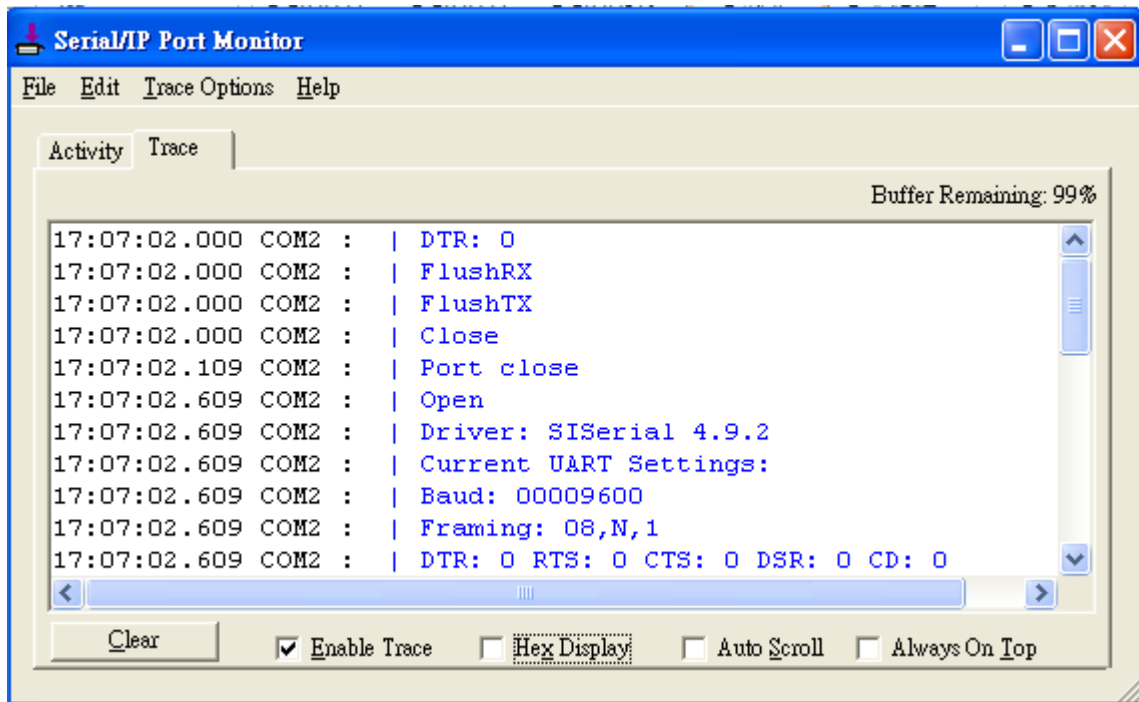 Serial/IP Port Monitor
File Edit Trace Options Help
Activity Trace
Buffer Remaining: 99%
17:07:02.000 COM2 : | DTR: 0
17:07:02.000 COM2 : | FlushRX
17:07:02.000 COM2 : | FlushTX
17:07:02.000 COM2 : | Close
17:07:02.109 COM2 : | Port close
17:07:02.609 COM2 : | Open
17:07:02.609 COM2 : | Driver: SISerial 4.9.2
17:07:02.609 COM2 : | Current UART Settings:
17:07:02.609 COM2 : | Baud: 00009600
17:07:02.609 COM2 : | Framing: 08,N,1
17:07:02.609 COM2 : | DTR: 0 RTS: 0 CTS: 0 DSR: 0 CD: 0
Clear Enable Trace Hex Display Auto Scroll Always On Top